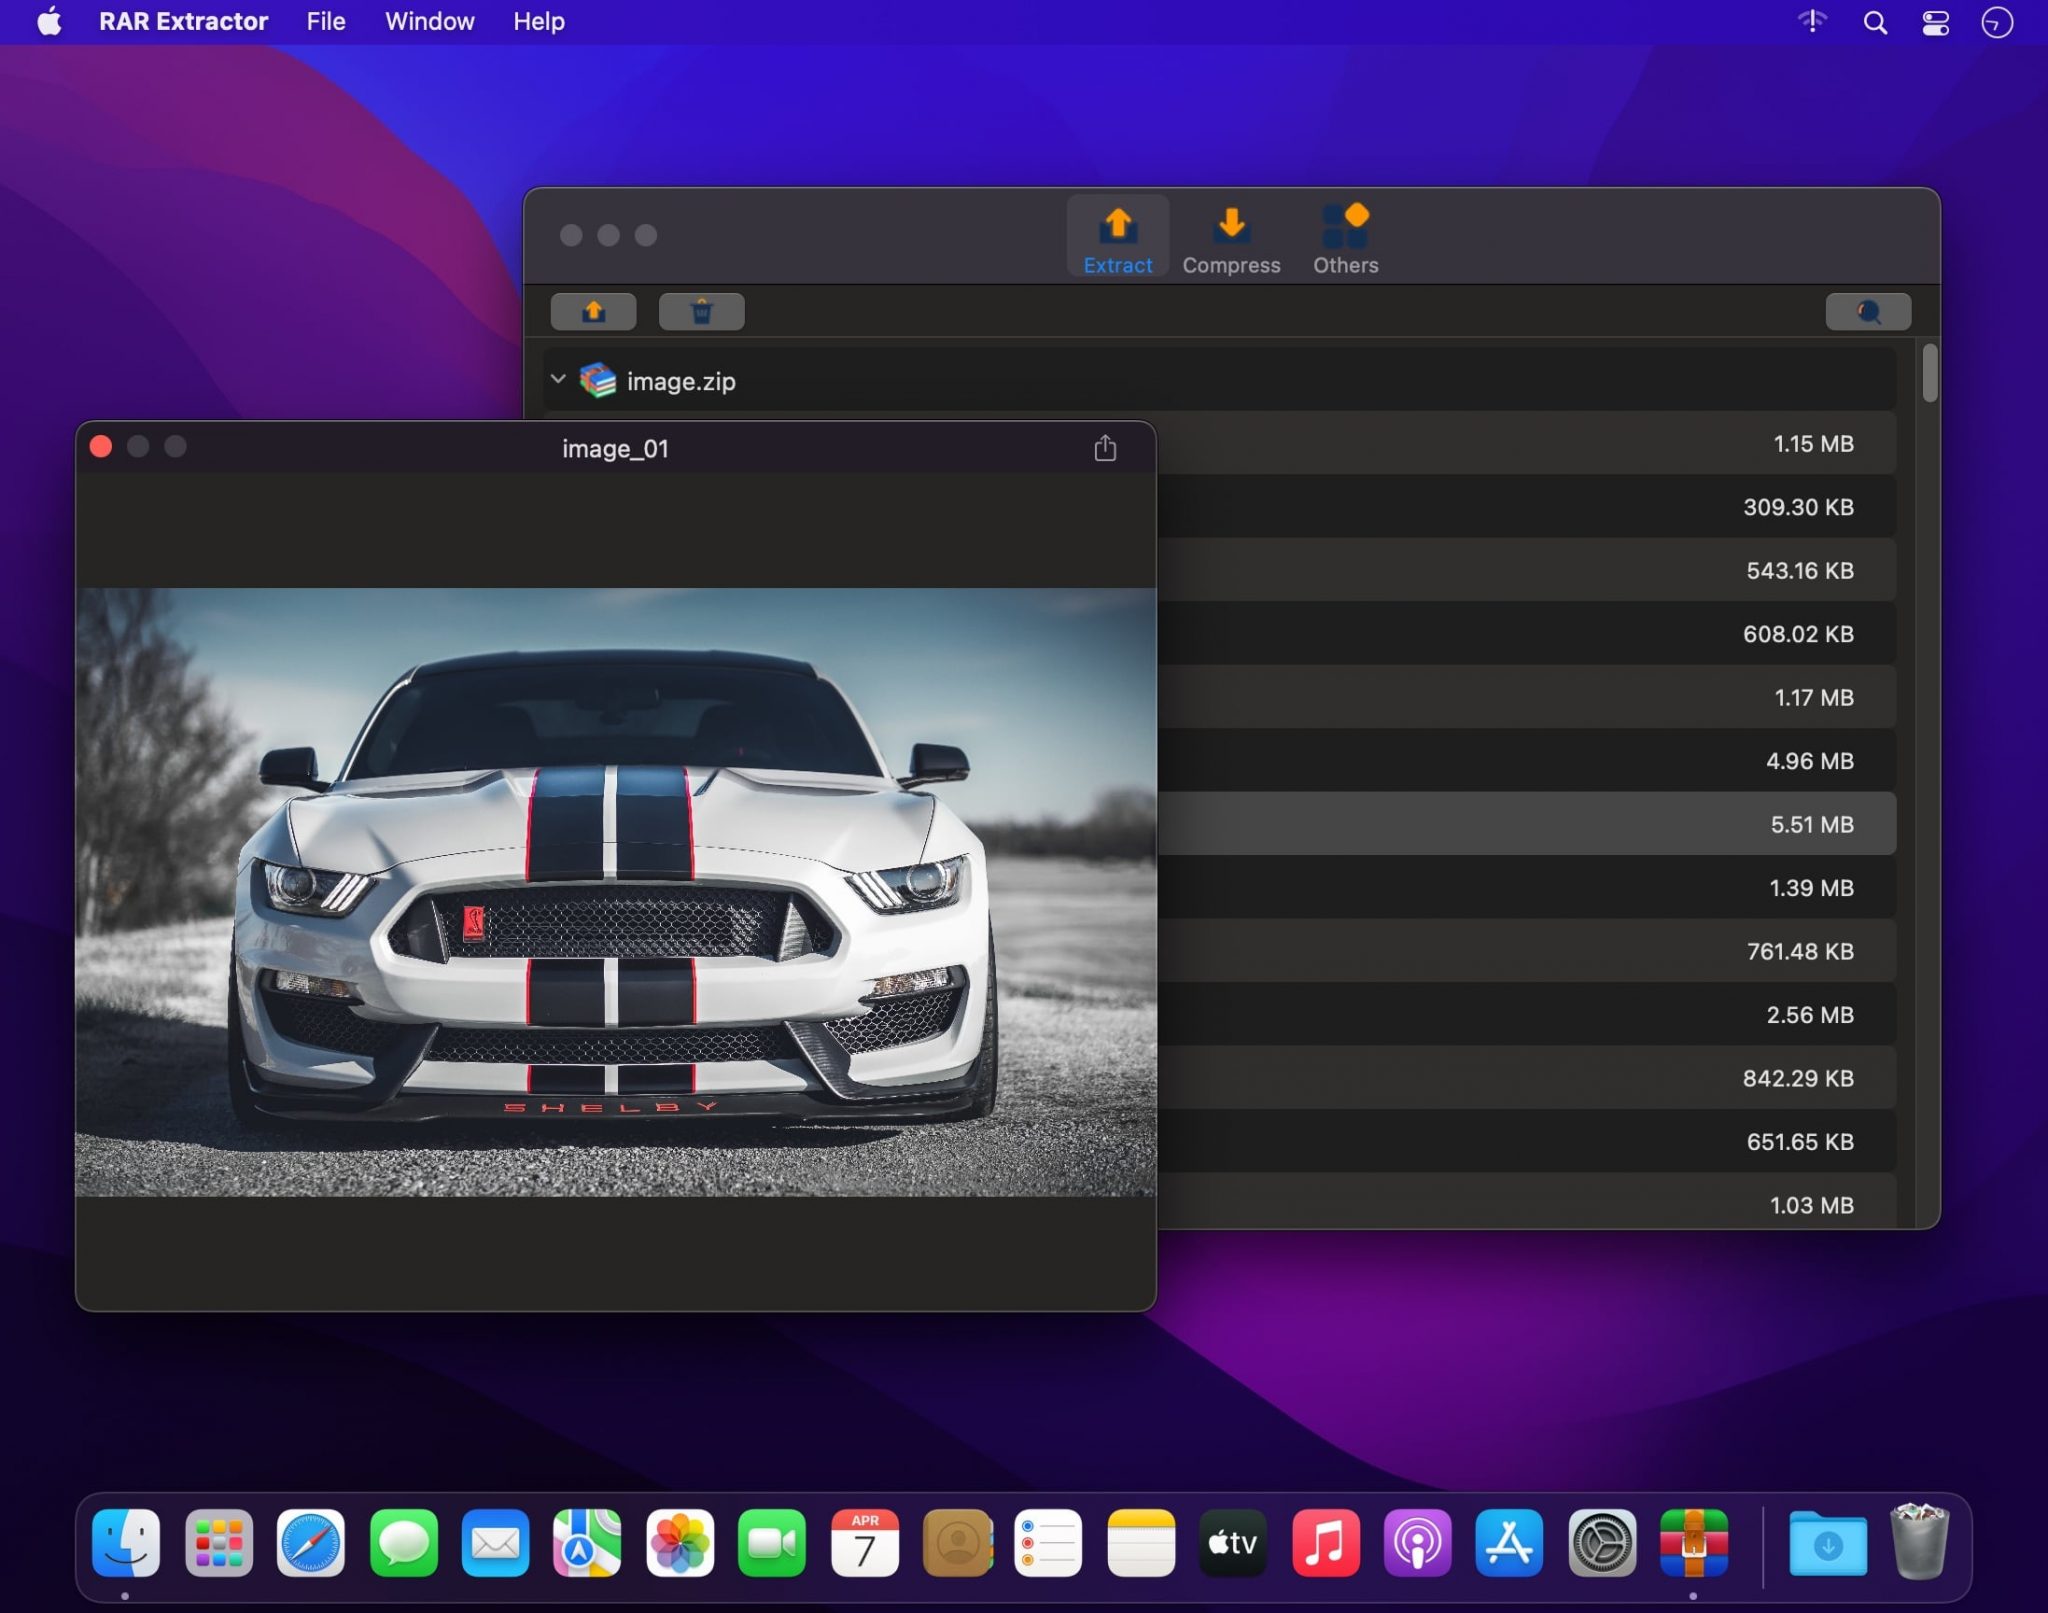 RAR Extractor File Window Help
Extract Compress Others
image.zip
image_01
1.15 MB
309.30 KB
543.16 KB
608.02 KB
1.17 MB
4.96 MB
5.51 MB
1.39 MB
761.48 KB
2.56 MB
842.29 KB
651.65 KB
1.03 MB
SHELBY
APR
7
tv